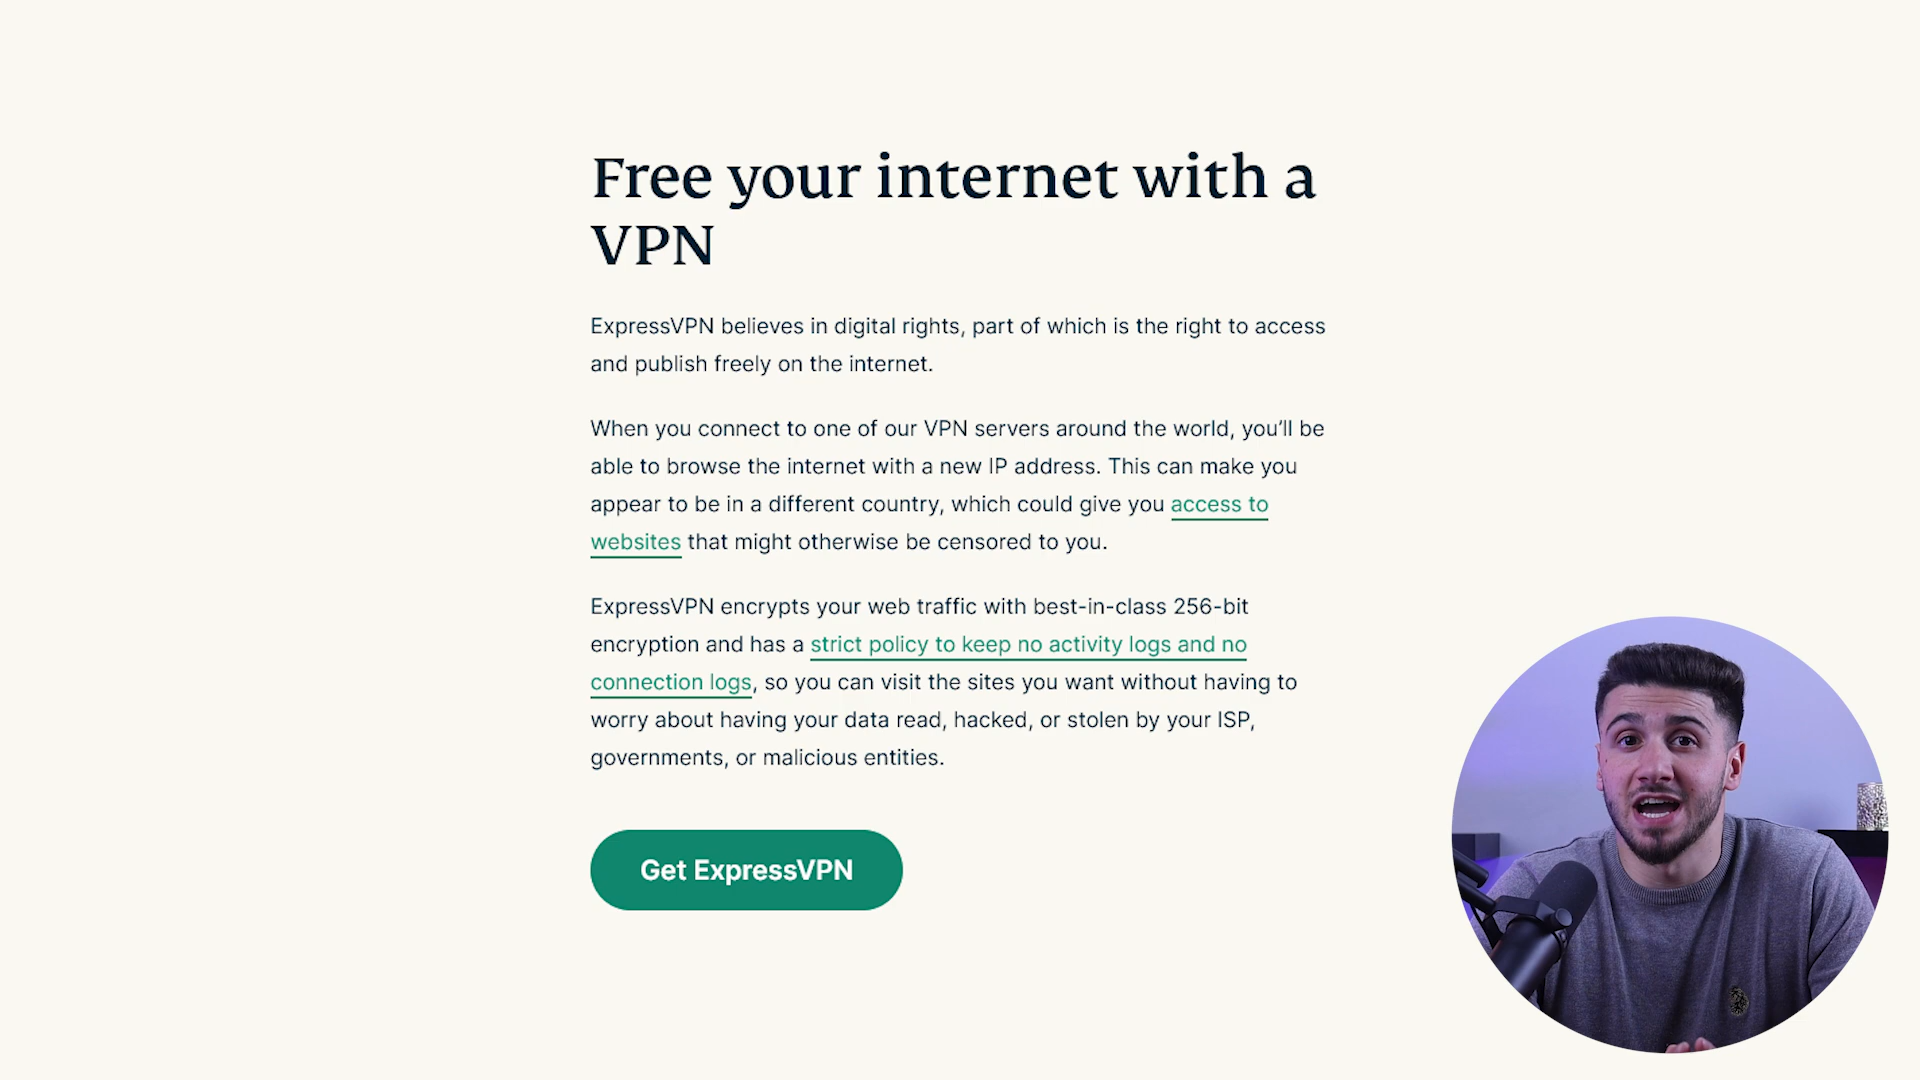 Free your internet with a
VPN
ExpressVPN believes in digital rights, part of which is the right to access
and publish freely on the internet.
When you connect to one of our VPN servers around the world, you’ll be
able to browse the internet with a new IP address. This can make you
appear to be in a different country, which could give you access to
websites that might otherwise be censored to you.
ExpressVPN encrypts your web traffic with best-in-class 256-bit
encryption and has a strict policy to keep no activity logs and no
connection logs, so you can visit the sites you want without having to
worry about having your data read, hacked, or stolen by your ISP,
governments, or malicious entities.
Get ExpressVPN